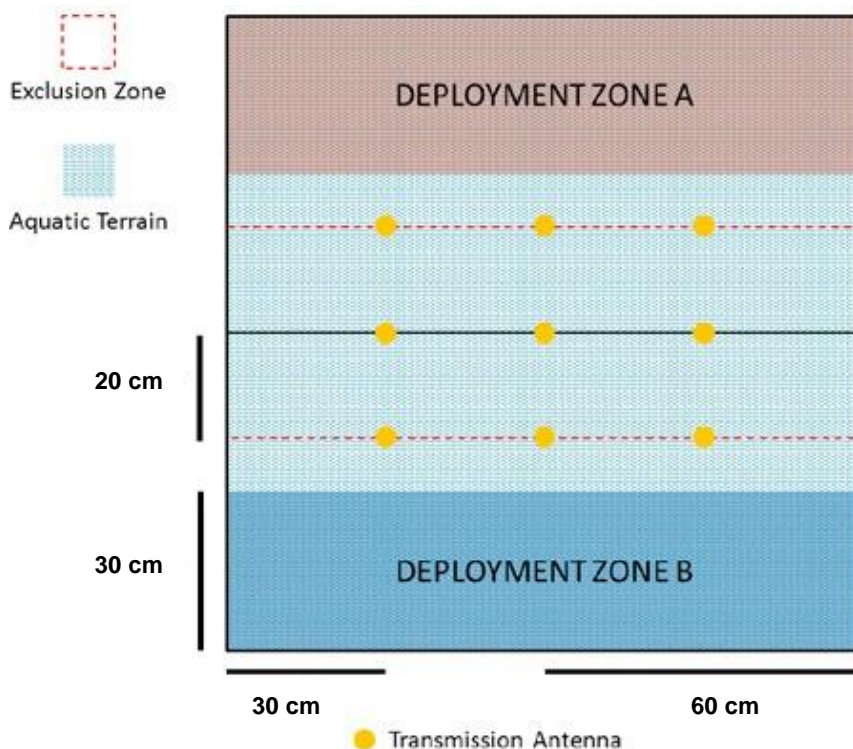 Exclusion Zone
Aquatic Terrain
DEPLOYMENT ZONE A
20 cm
30 cm
DEPLOYMENT ZONE B
30 cm
60 cm
Transmission Antenna